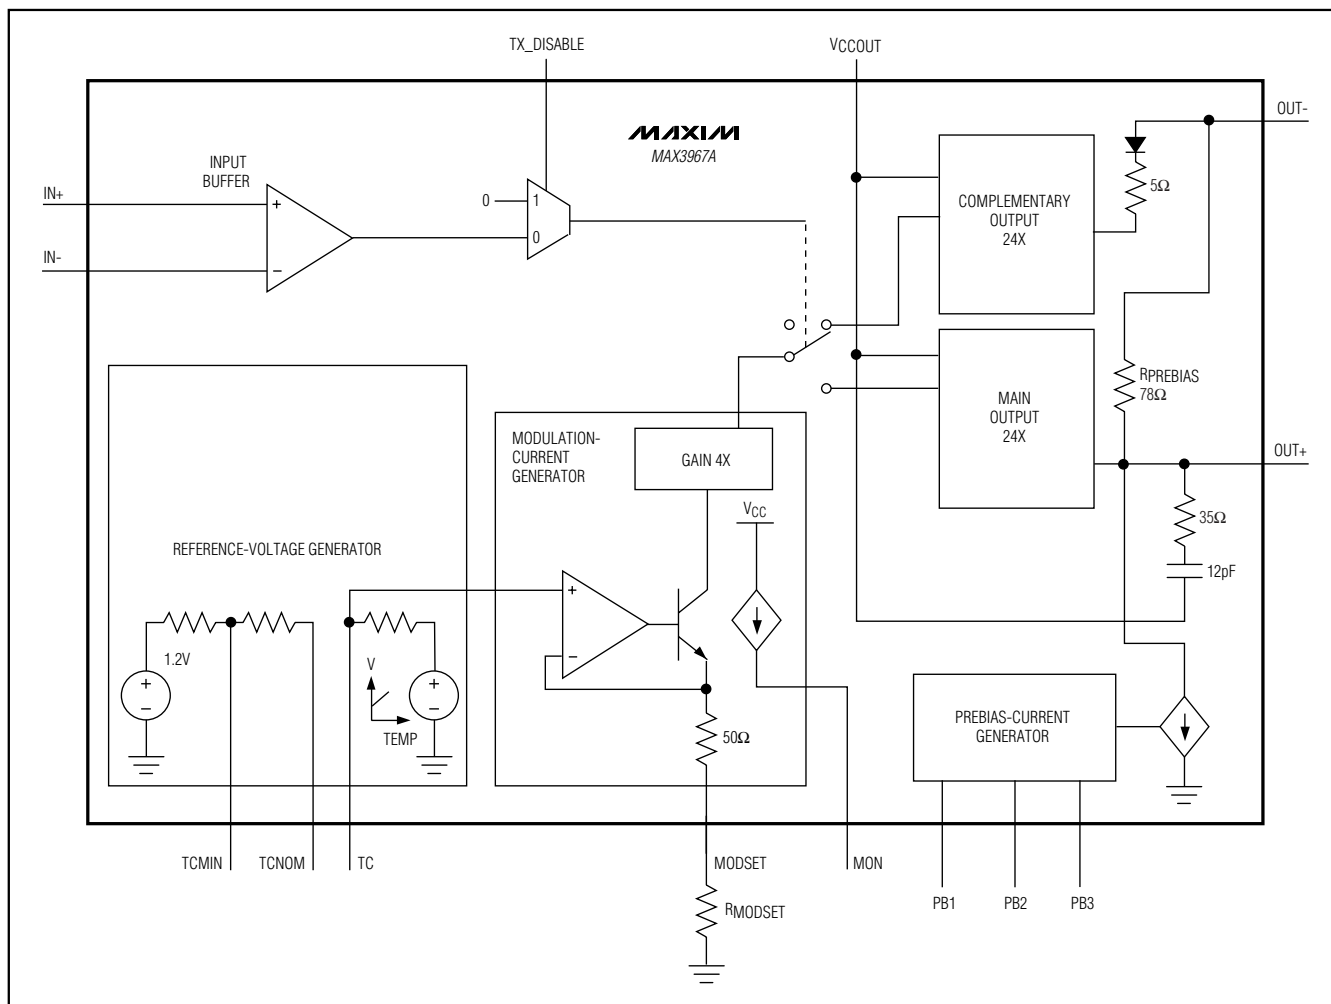 TX_DISABLE
VCCOUT
OUT-
MAXIM
MAX3967A
INPUT
BUFFER
IN+
IN-
+
−
0
1
0
COMPLEMENTARY
OUTPUT
24X
5Ω
RPREBIAS
78Ω
MAIN
OUTPUT
24X
OUT+
35Ω
12pF
MODULATION-
CURRENT
GENERATOR
GAIN 4X
VCC
REFERENCE-VOLTAGE GENERATOR
1.2V
+
−
V
TEMP
+
−
+
−
50Ω
PREBIAS-CURRENT
GENERATOR
TCMIN
TCNOM
TC
MODSET
MON
RMODSET
PB1
PB2
PB3